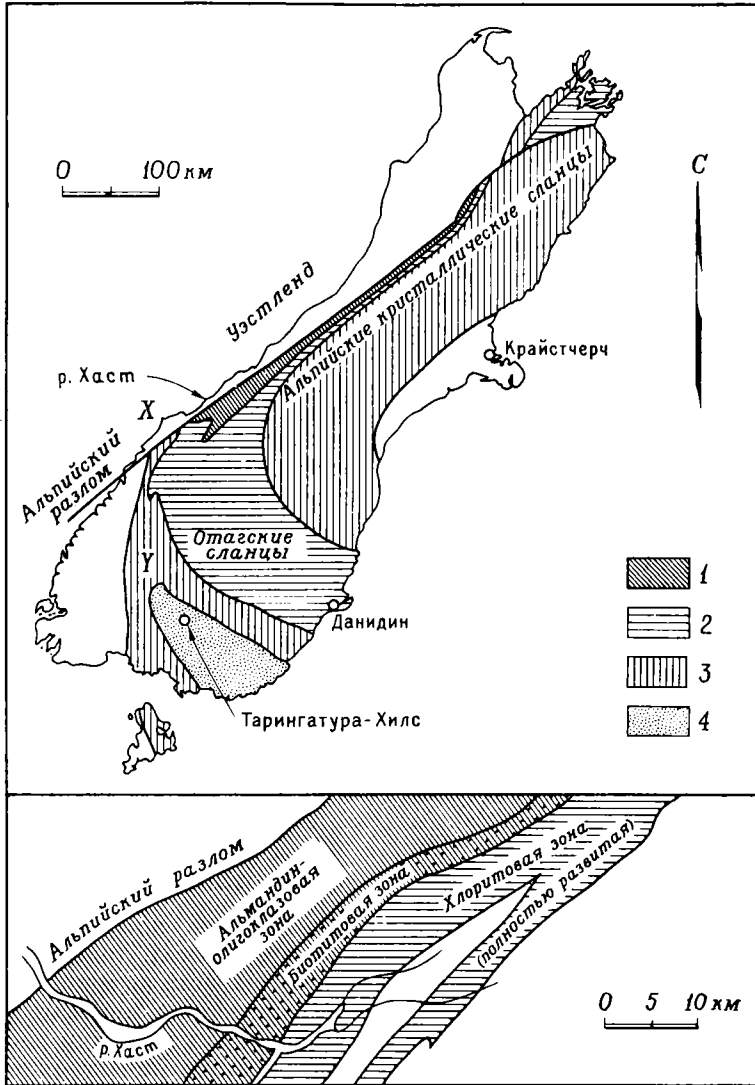 0 100 км
С
Альпийские кристаллические сланцы
Уэстленд
Крайстчерч
р. Хаст
X
Альпийский
разлом
Отагские
сланцы
Y
Данидин
1
2
3
4
Тарингатура-Хилс
Альпийский разлом
Альмандин-
олигоклазовая
зона
Биотитовая зона
Хлоритовая зона
(полностью развитая)
р. Хаст
0 5 10 км